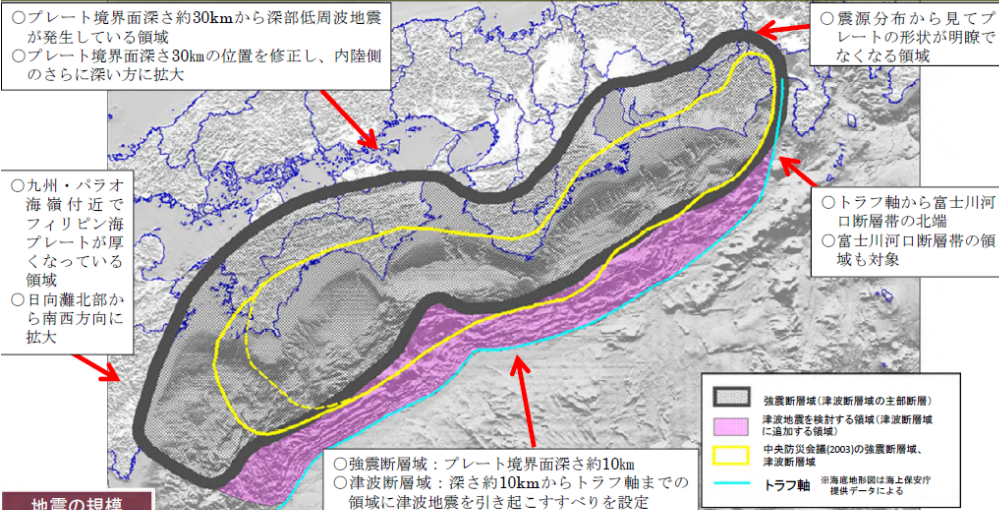 ○プレート境界面深さ約30kmから深部低周波地震
が発生している領域
○プレート境界面深さ30㎞の位置を修正し、内陸側
のさらに深い方に拡大
○震源分布から見てプ
レートの形状が明瞭で
なくなる領域
○九州・パラオ
海嶺付近で
フィリピン海
プレートが厚
くなっている
領域
○日向灘北部か
ら南西方向に
拡大
○トラフ軸から富士川河
口断層帯の北端
○富士川河口断層帯の領
域も対象
○強震断層域：プレート境界面深さ約10㎞
○津波断層域：深さ約10kmからトラフ軸までの
領域に津波地震を引き起こすすべりを設定
強震断層域（津波断層域の主部断層）
津波地震を検討する領域（津波断層域
に追加する領域）
中央防災会議(2003)の強震断層域、
津波断層域
トラフ軸
※海底地形図は海上保安庁
提供データによる
地震の規模